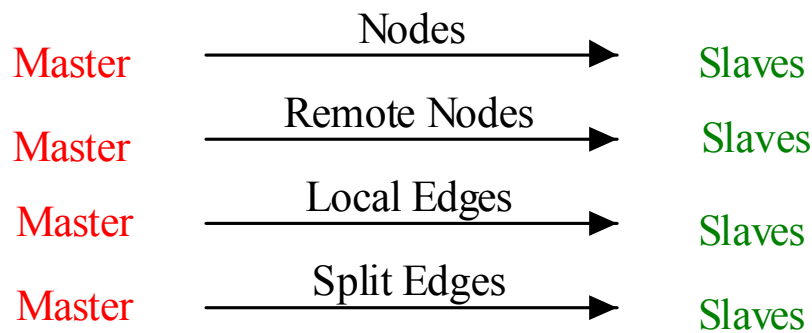 Master Nodes Slaves
Master Remote Nodes Slaves
Master Local Edges Slaves
Master Split Edges Slaves